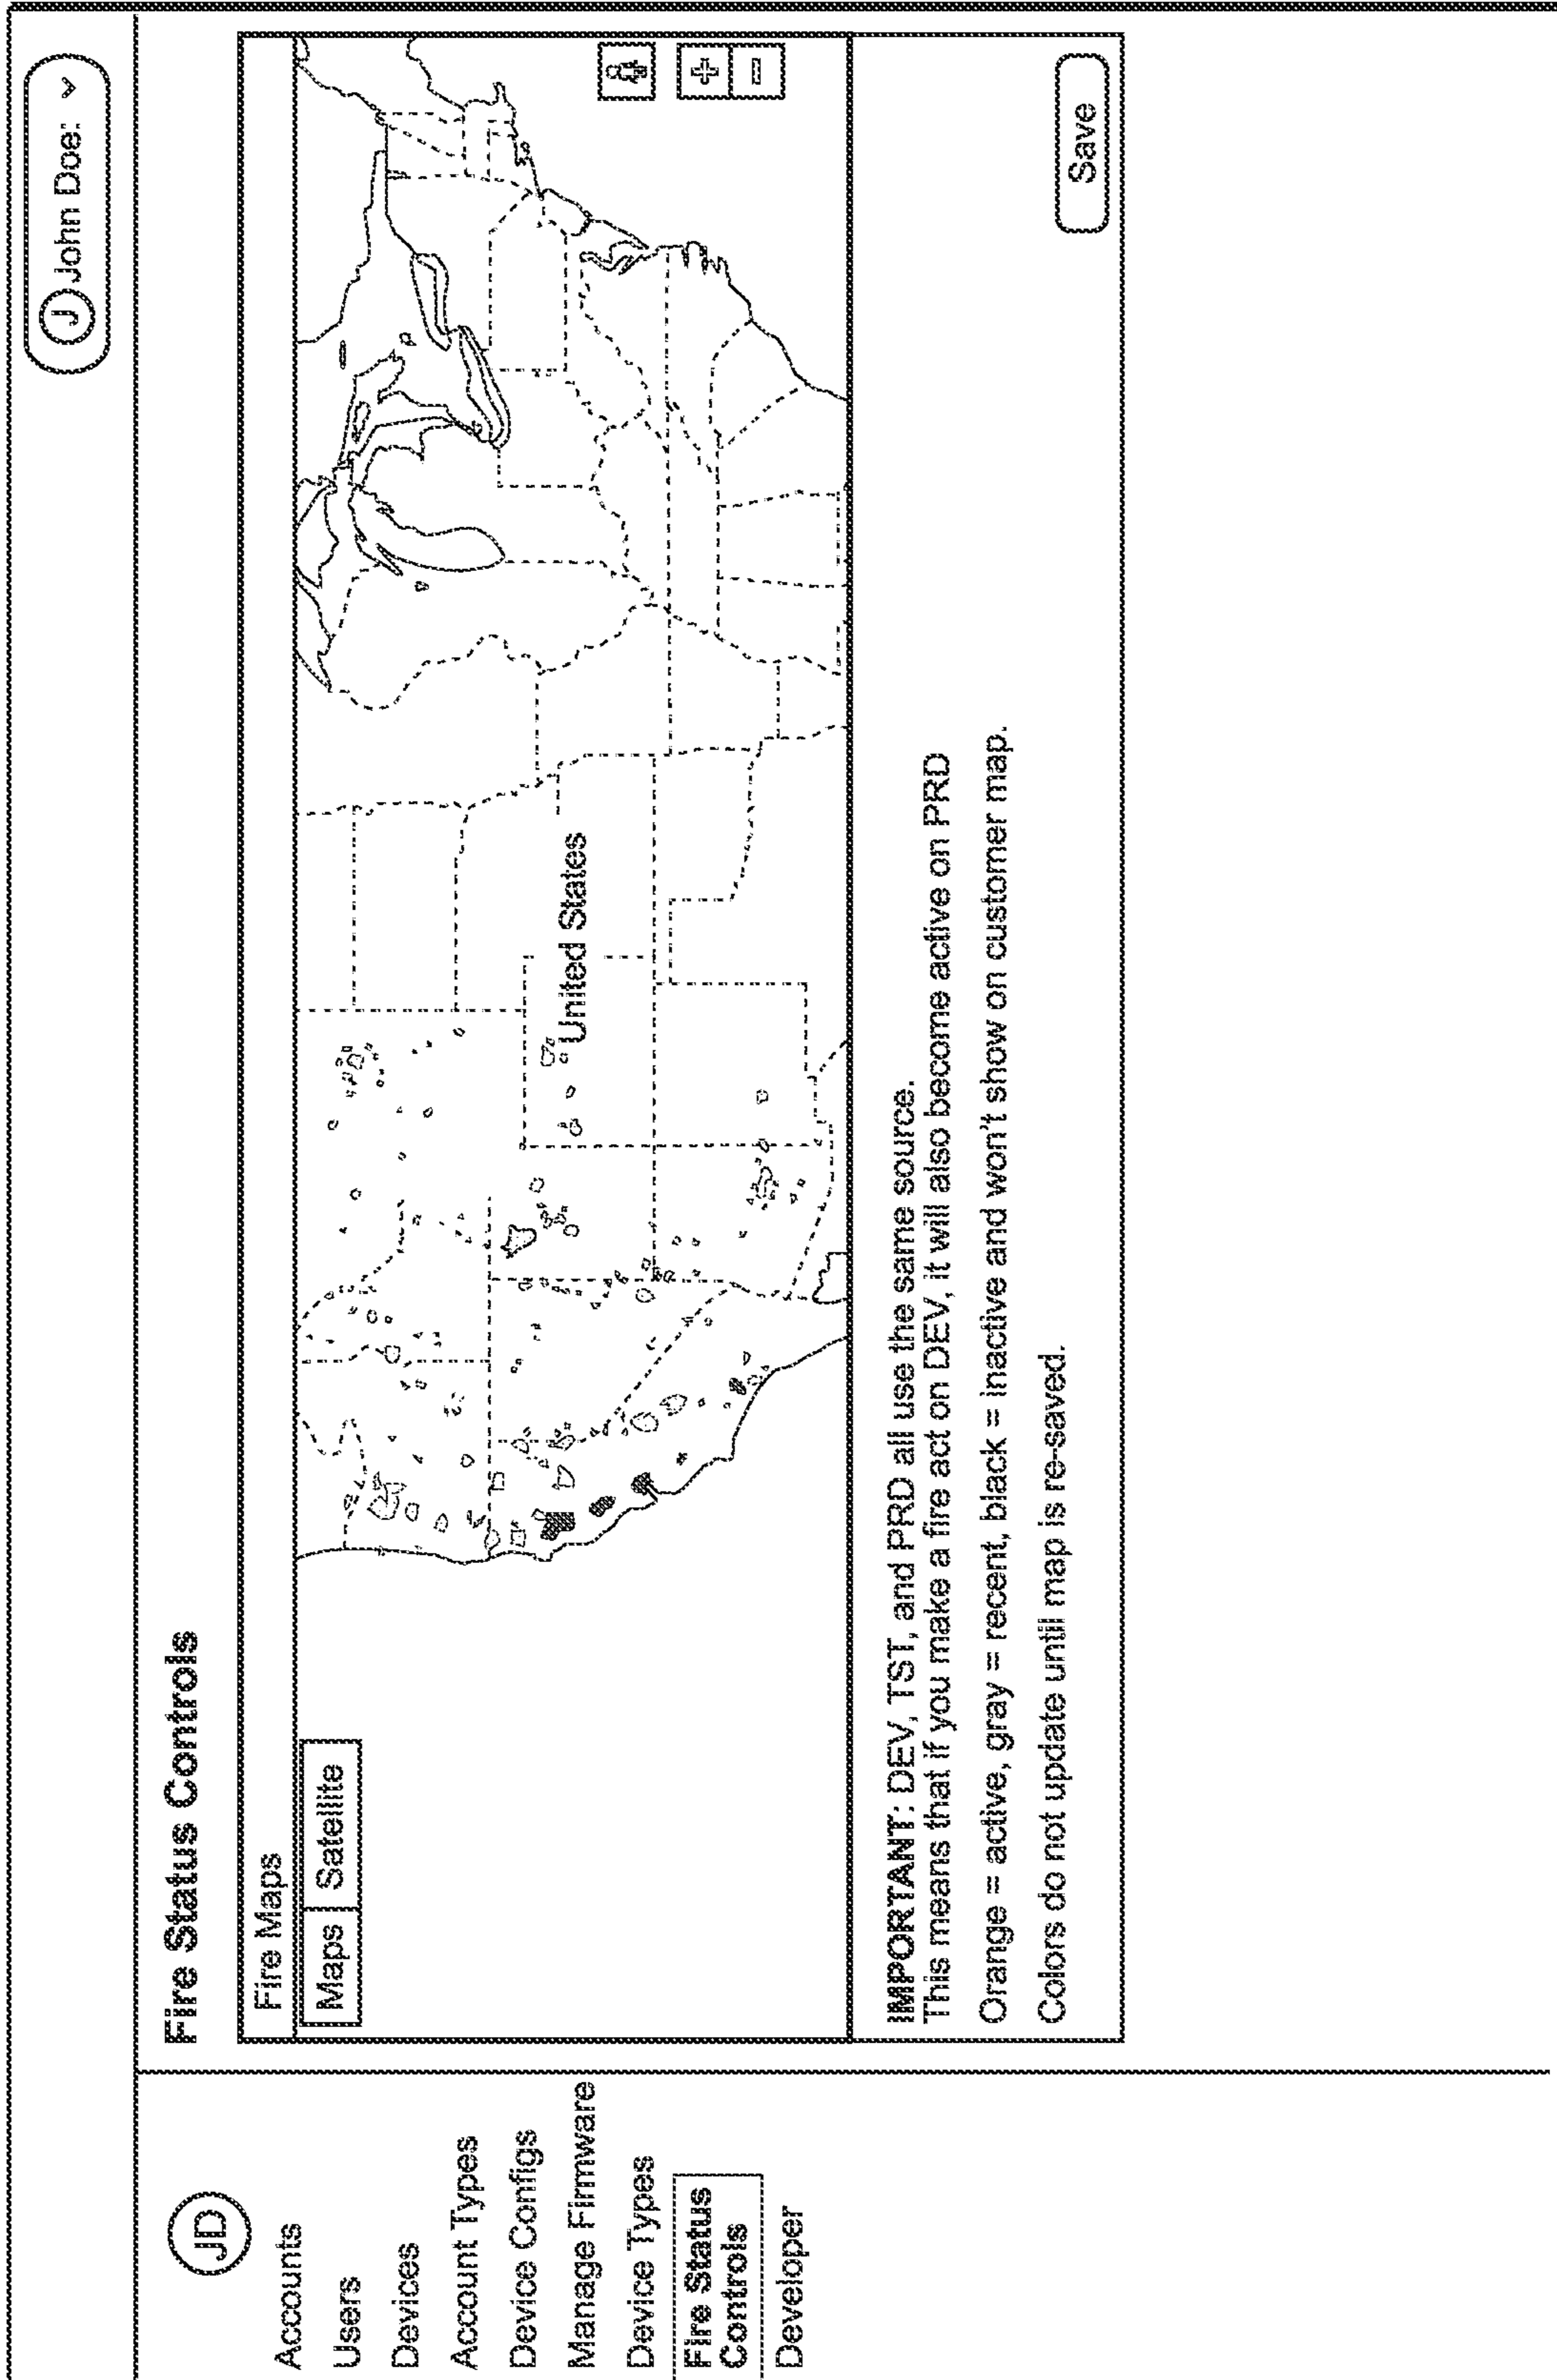 J John Doe:
JD
Accounts
Users
Devices
Account Types
Device Configs
Manage Firmware
Device Types
Fire Status
Controls
Developer
Fire Status Controls
Fire Maps
Maps Satellite
United States
IMPORTANT: DEV, TST, and PRD all use the same source.
This means that if you make a fire act on DEV, it will also become active on PRD
Orange = active, gray = recent, black = inactive and won't show on customer map.
Colors do not update until map is re-saved.
Save